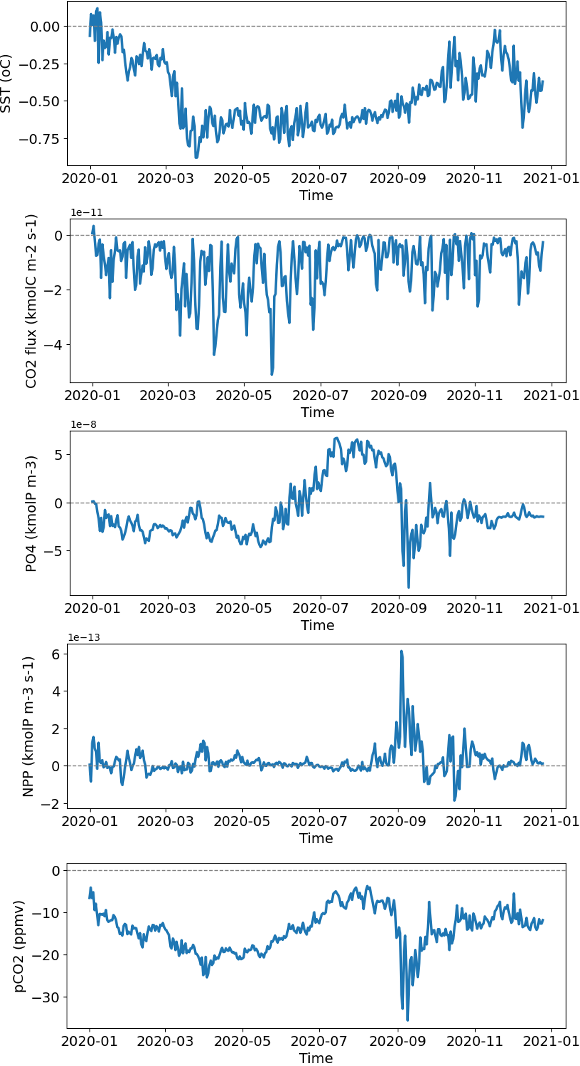 SST (oC)
0.00
−0.25
−0.50
−0.75
2020-01 2020-03 2020-05 2020-07 2020-09 2020-11 2021-01
Time
1e−11
CO2 flux (kmolC m-2 s-1)
0
−2
−4
2020-01 2020-03 2020-05 2020-07 2020-09 2020-11 2021-01
Time
1e−8
PO4 (kmolP m-3)
5
0
−5
2020-01 2020-03 2020-05 2020-07 2020-09 2020-11 2021-01
Time
1e−13
NPP (kmolP m-3 s-1)
6
4
2
0
−2
2020-01 2020-03 2020-05 2020-07 2020-09 2020-11 2021-01
Time
pCO2 (ppmv)
0
−10
−20
−30
2020-01 2020-03 2020-05 2020-07 2020-09 2020-11 2021-01
Time